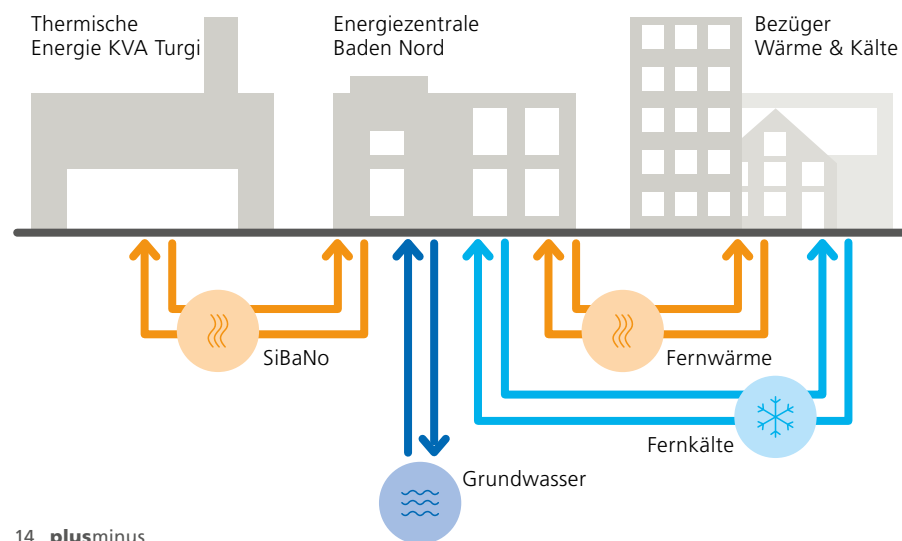 Thermische
Energie KVA Turgi
Energiezentrale
Baden Nord
Bezüger
Wärme & Kälte
SiBaNo
Fernwärme
Fernkälte
Grundwasser
14 plusminus